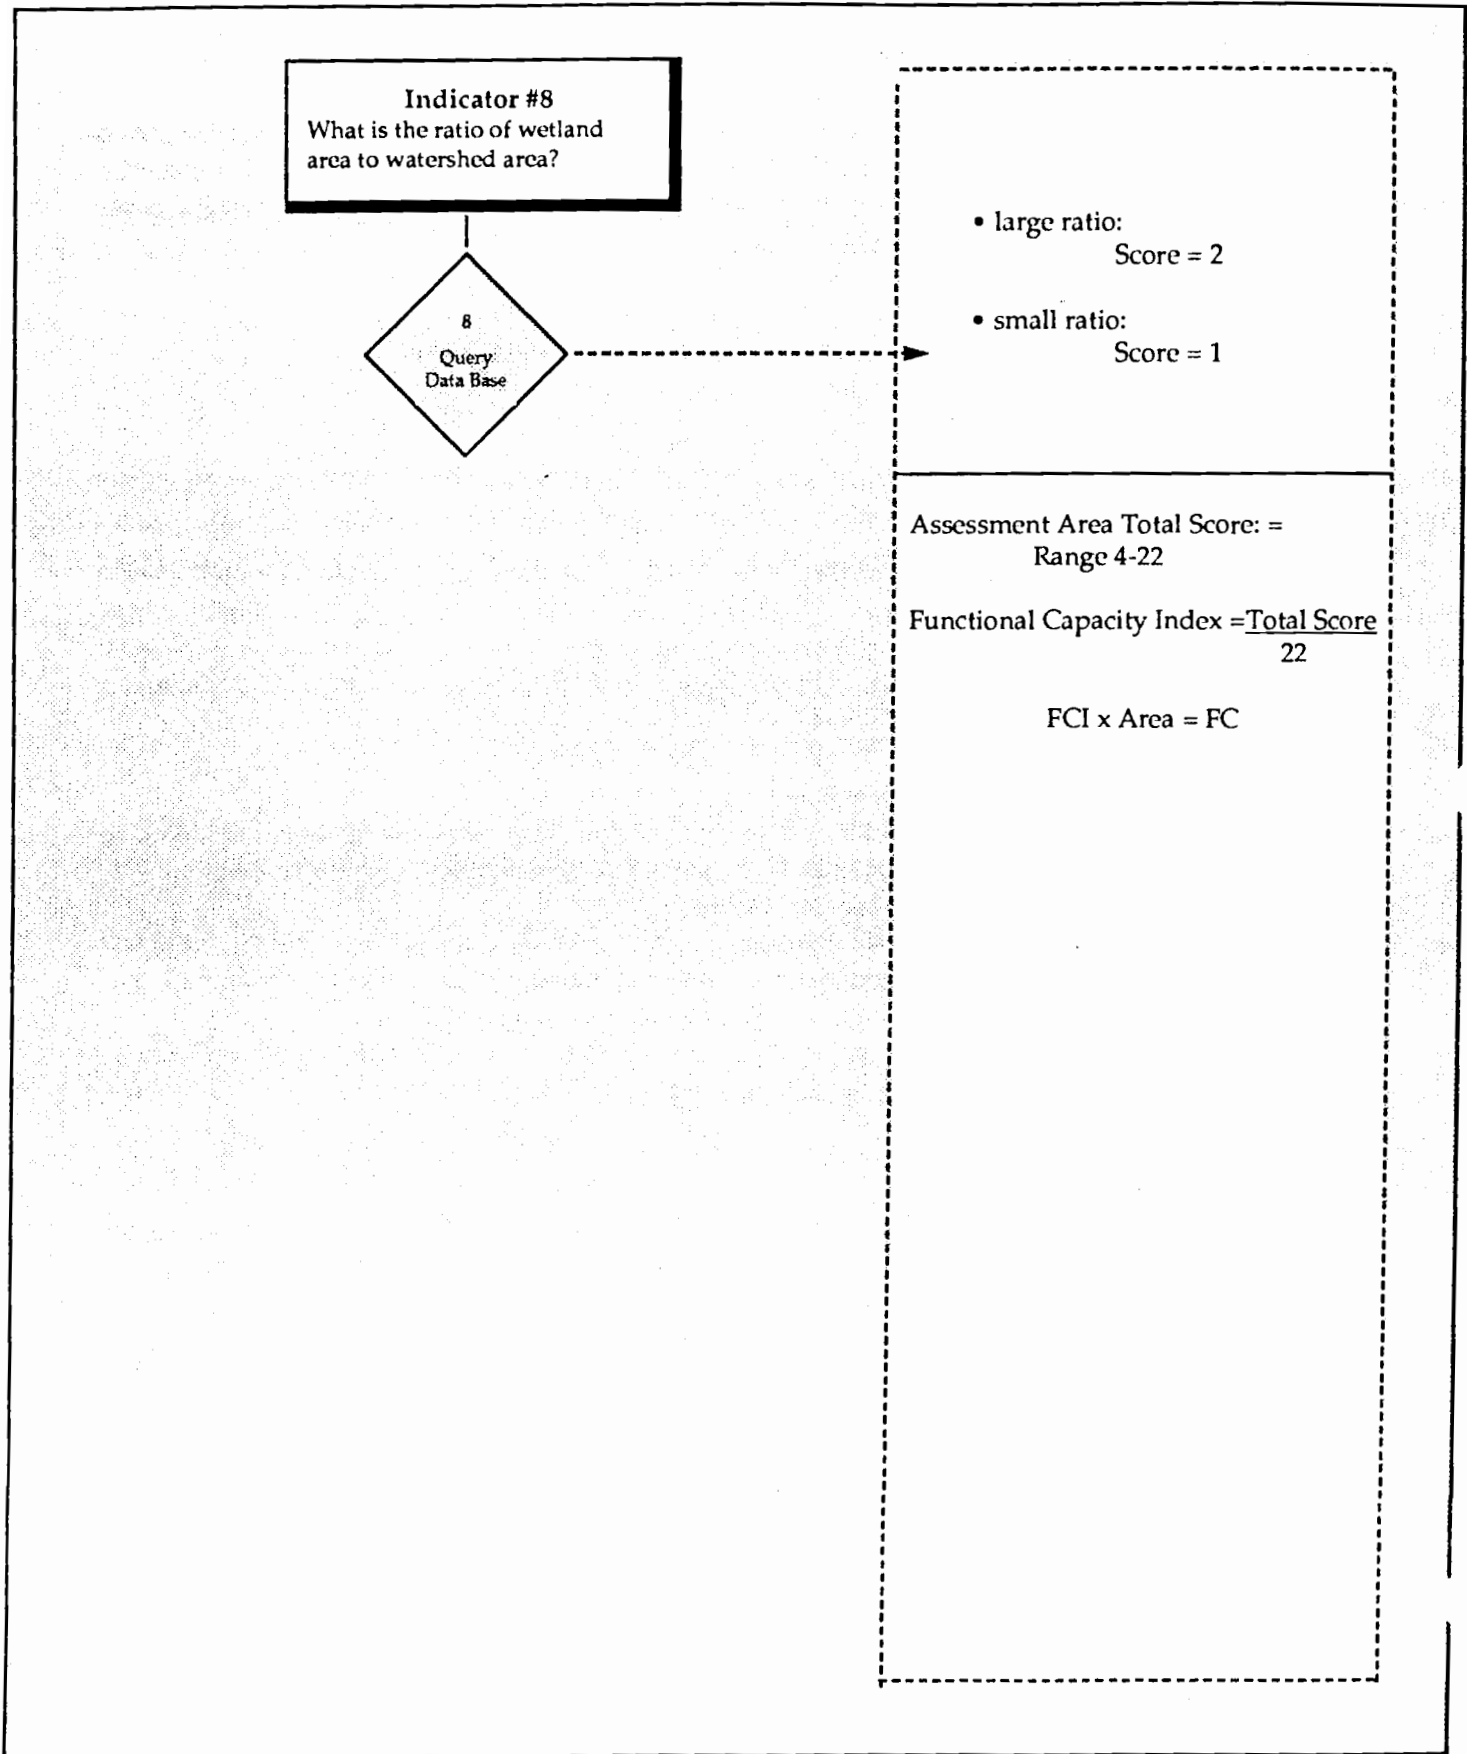 Indicator #8
What is the ratio of wetland
area to watershed area?
8
Query
Data Base
• large ratio:
Score = 2
• small ratio:
Score = 1
Assessment Area Total Score: =
Range 4-22
Functional Capacity Index =Total Score
22
FCI x Area = FC